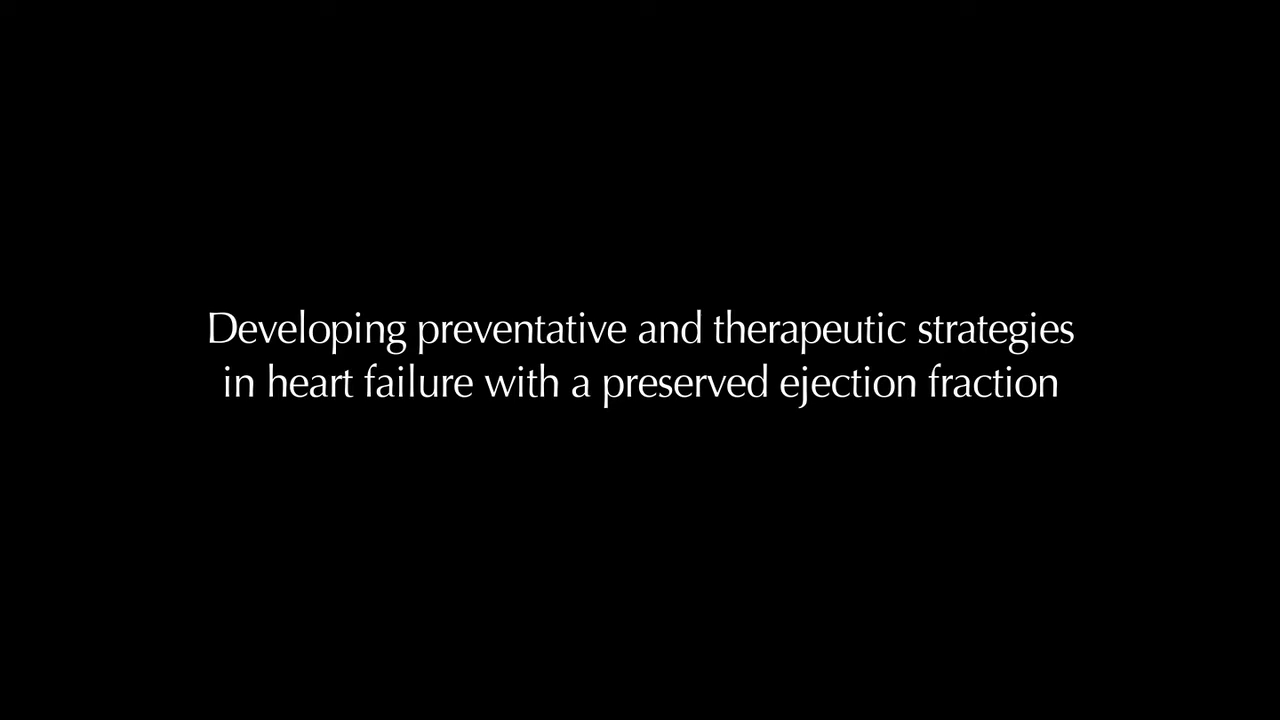 Developing preventative and therapeutic strategies
in heart failure with a preserved ejection fraction